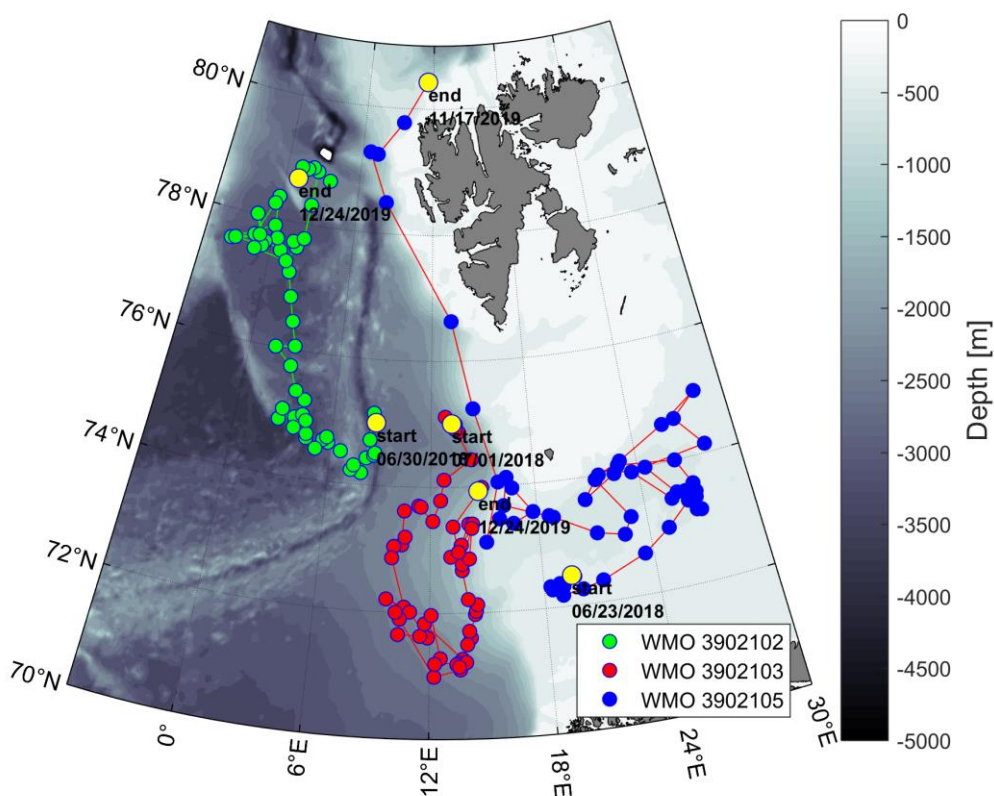 80°N
78°N
76°N
74°N
72°N
70°N
0°
6°E
12°E
18°E
24°E
30°E
end
11/17/2019
end
12/24/2019
start
06/30/2018
start
/01/2018
end
12/24/2019
start
06/23/2018
WMO 3902102
WMO 3902103
WMO 3902105
0
-500
-1000
-1500
-2000
-2500
-3000
-3500
-4000
-4500
-5000
Depth [m]